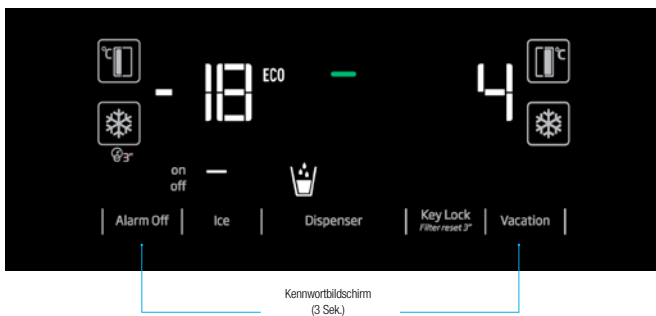 °C
°C
- 18 ECO
4
3"
on
off
Alarm Off
Ice
Dispenser
Key Lock
Filter reset 3"
Vacation
Kennwortbildschirm
(3 Sek.)